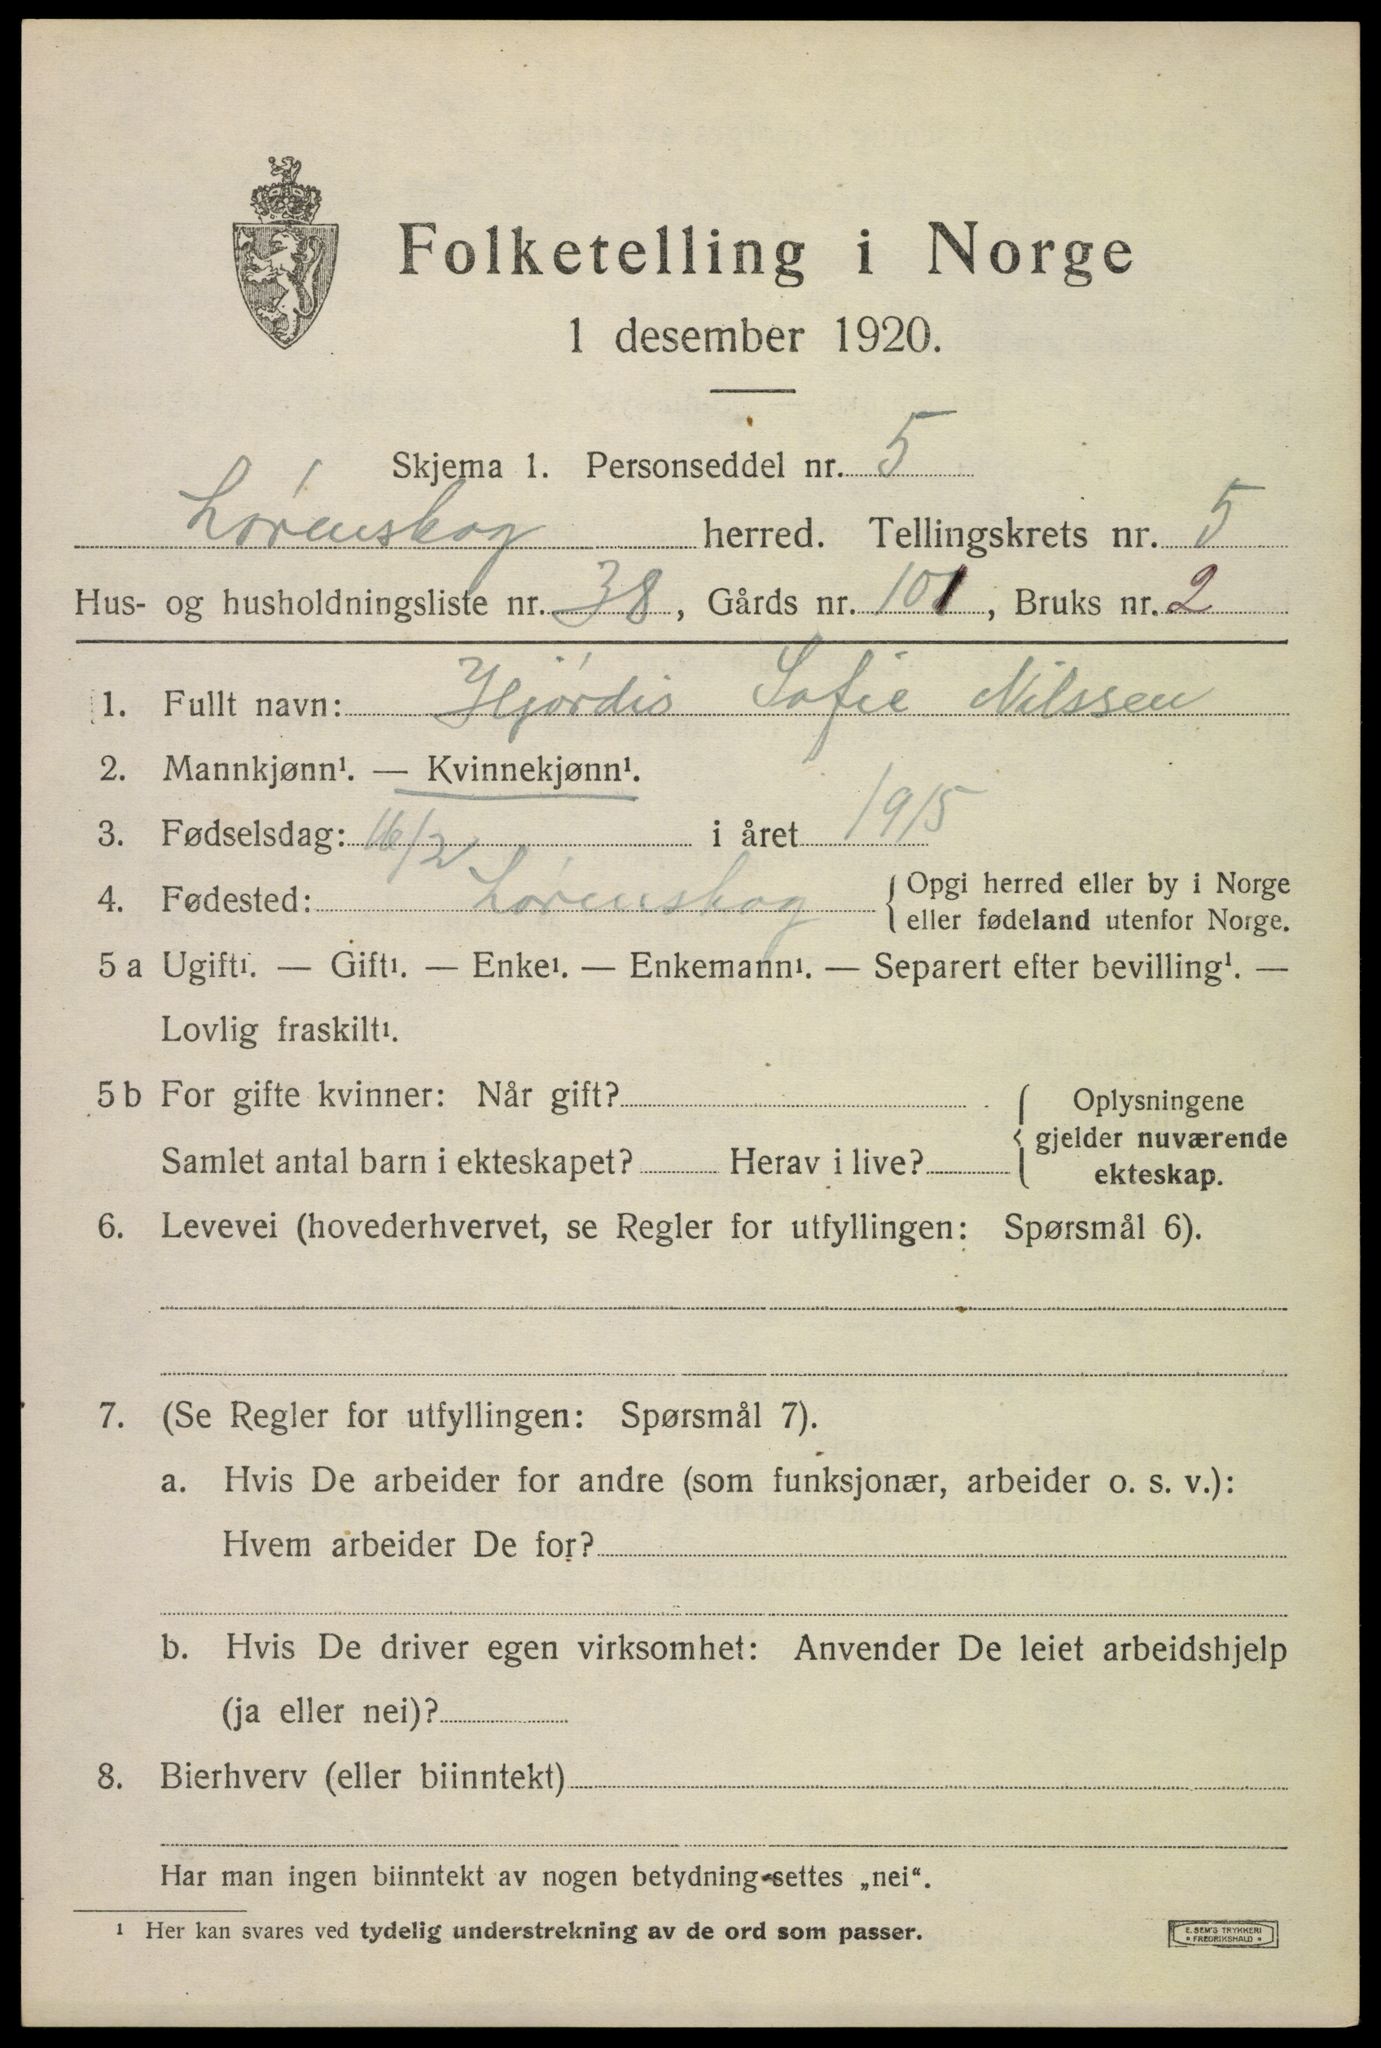 Folketelling i Norge
1 desember 1920.
Skjema 1. Personseddel nr. 5
Lørenskog herred. Tellingskrets nr. 5
Hus- og husholdningsliste nr. 38, Gårds nr. 101, Bruks nr. 2
1. Fullt navn: Hjørdis Sofie Nilssen
2. Mannkjønn¹. — Kvinnekjønn¹.
3. Fødselsdag: 16/2 i året 1915
4. Fødested: Lørenskog { Opgi herred eller by i Norge
eller fødeland utenfor Norge.
5 a Ugift¹. — Gift¹. — Enke¹. — Enkemann¹. — Separert efter bevilling¹. —
Lovlig fraskilt¹.
5 b For gifte kvinner: Når gift? { Oplysningene
gjelder nuværende
Samlet antal barn i ekteskapet? Herav i live? ekteskap.
6. Levevei (hovederhvervet, se Regler for utfyllingen: Spørsmål 6).
7. (Se Regler for utfyllingen: Spørsmål 7).
a. Hvis De arbeider for andre (som funksjonær, arbeider o. s. v.):
Hvem arbeider De for?
b. Hvis De driver egen virksomhet: Anvender De leiet arbeidshjelp
(ja eller nei)?
8. Bierhverv (eller biinntekt)
Har man ingen biinntekt av nogen betydning settes „nei“.
¹ Her kan svares ved tydelig understrekning av de ord som passer.
E. SEM'S TRYKKERI
• FREDRIKSHALD •